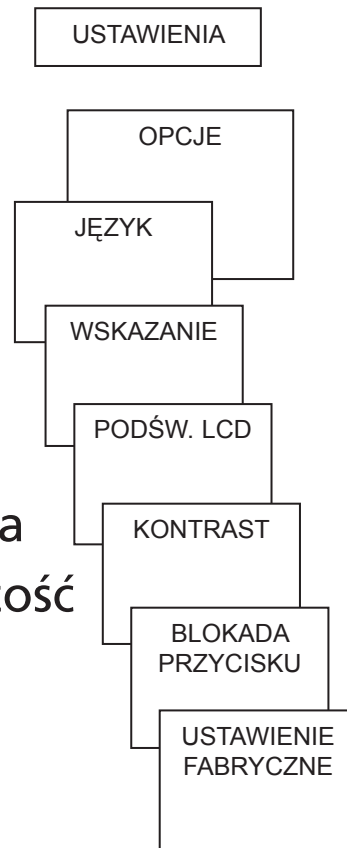 USTAWIENIA
OPCJE
JĘZYK
WSKAZANIE
PODŚW. LCD
KONTRAST
BLOKADA
PRZYCISKU
USTAWIENIE
FABRYCZNE